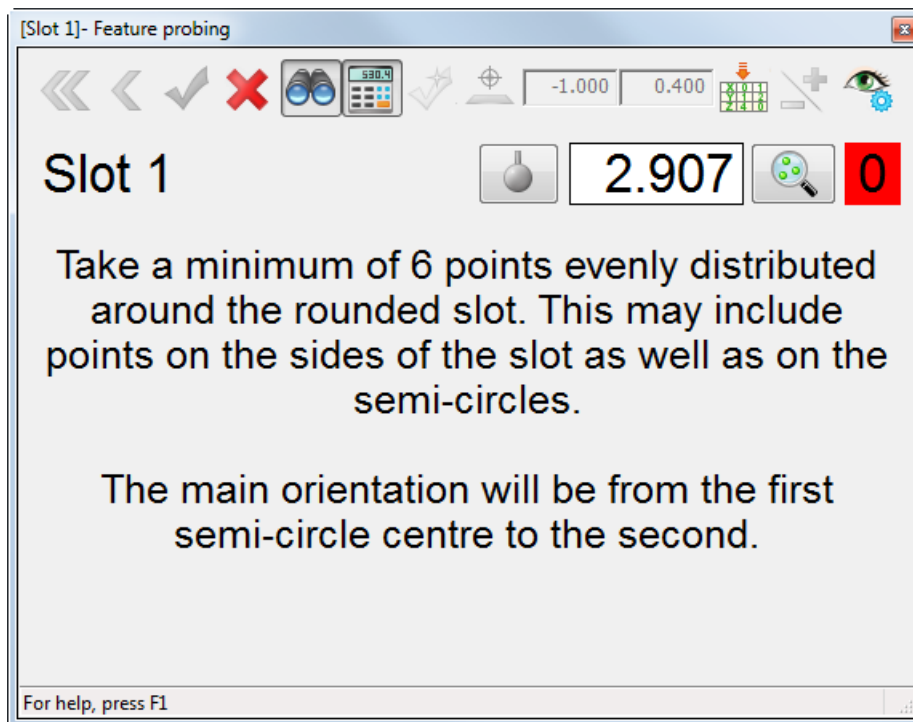 [Slot 1]- Feature probing
530.4
-1.000 0.400
Slot 1 2.907 0
Take a minimum of 6 points evenly distributed
around the rounded slot. This may include
points on the sides of the slot as well as on the
semi-circles.
The main orientation will be from the first
semi-circle centre to the second.
For help, press F1